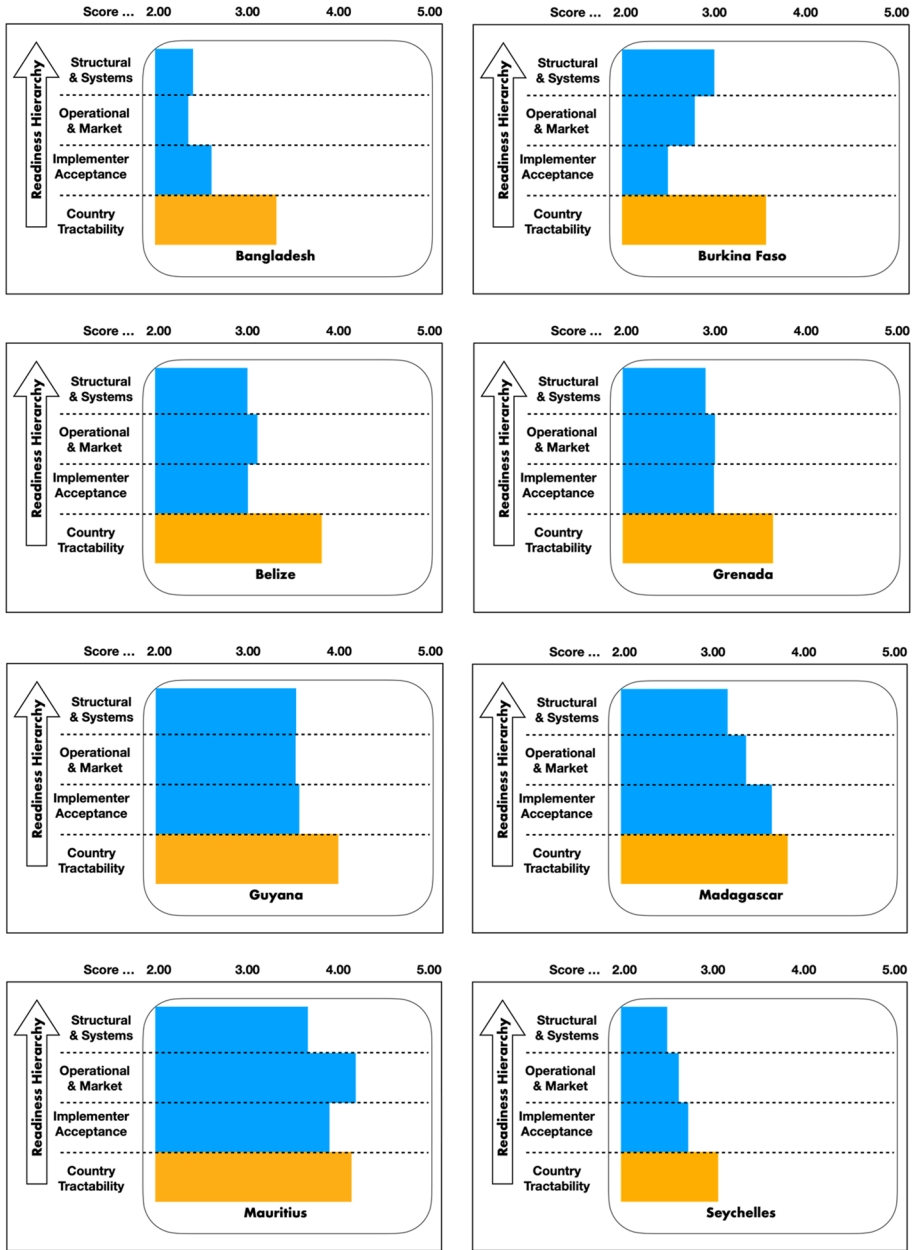 Score ... 2.00 3.00 4.00 5.00
Readiness Hierarchy
Structural
& Systems
Operational
& Market
Implementer
Acceptance
Country
Tractability
Bangladesh
Score ... 2.00 3.00 4.00 5.00
Readiness Hierarchy
Structural
& Systems
Operational
& Market
Implementer
Acceptance
Country
Tractability
Burkina Faso
Score ... 2.00 3.00 4.00 5.00
Readiness Hierarchy
Structural
& Systems
Operational
& Market
Implementer
Acceptance
Country
Tractability
Belize
Score ... 2.00 3.00 4.00 5.00
Readiness Hierarchy
Structural
& Systems
Operational
& Market
Implementer
Acceptance
Country
Tractability
Grenada
Score ... 2.00 3.00 4.00 5.00
Readiness Hierarchy
Structural
& Systems
Operational
& Market
Implementer
Acceptance
Country
Tractability
Guyana
Score ... 2.00 3.00 4.00 5.00
Readiness Hierarchy
Structural
& Systems
Operational
& Market
Implementer
Acceptance
Country
Tractability
Madagascar
Score ... 2.00 3.00 4.00 5.00
Readiness Hierarchy
Structural
& Systems
Operational
& Market
Implementer
Acceptance
Country
Tractability
Mauritius
Score ... 2.00 3.00 4.00 5.00
Readiness Hierarchy
Structural
& Systems
Operational
& Market
Implementer
Acceptance
Country
Tractability
Seychelles